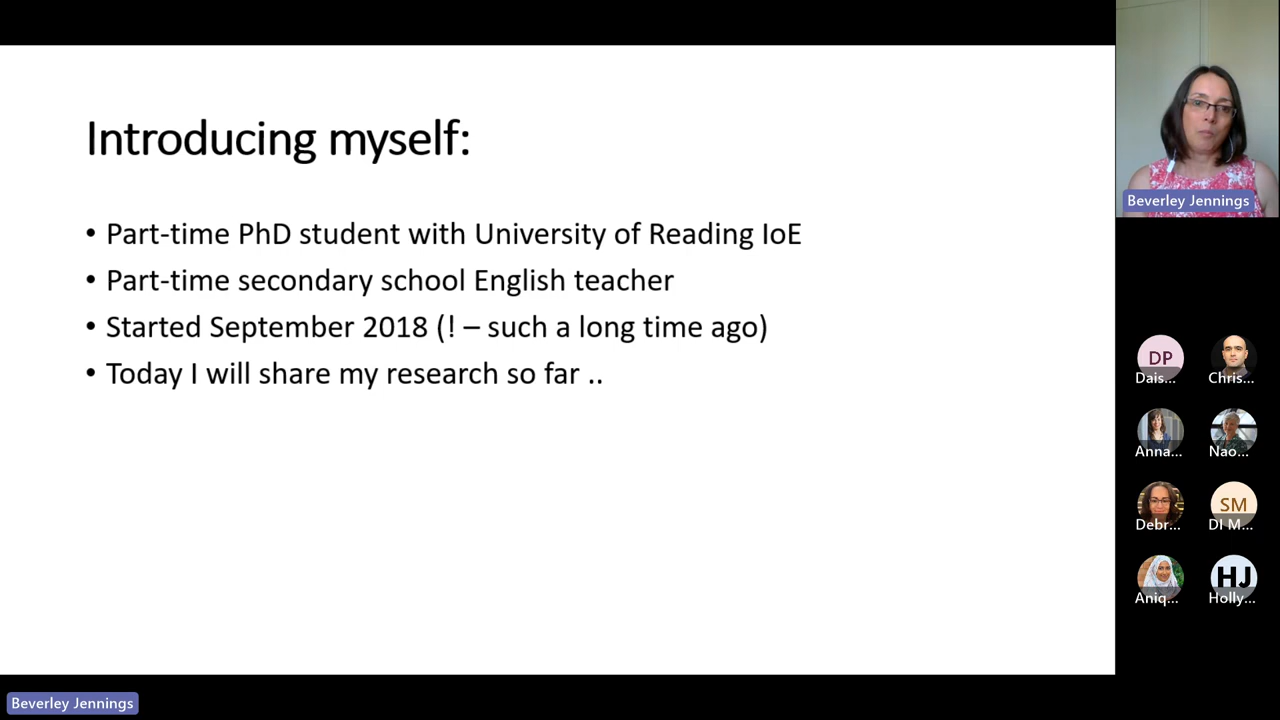 Introducing myself:
• Part-time PhD student with University of Reading IoE
• Part-time secondary school English teacher
• Started September 2018 (! – such a long time ago)
• Today I will share my research so far ..
Beverley Jennings
DP
Dais...
Chris...
Anna...
Nao...
Debr...
SM
DI M...
Aniq...
HJ
Holly...
Beverley Jennings